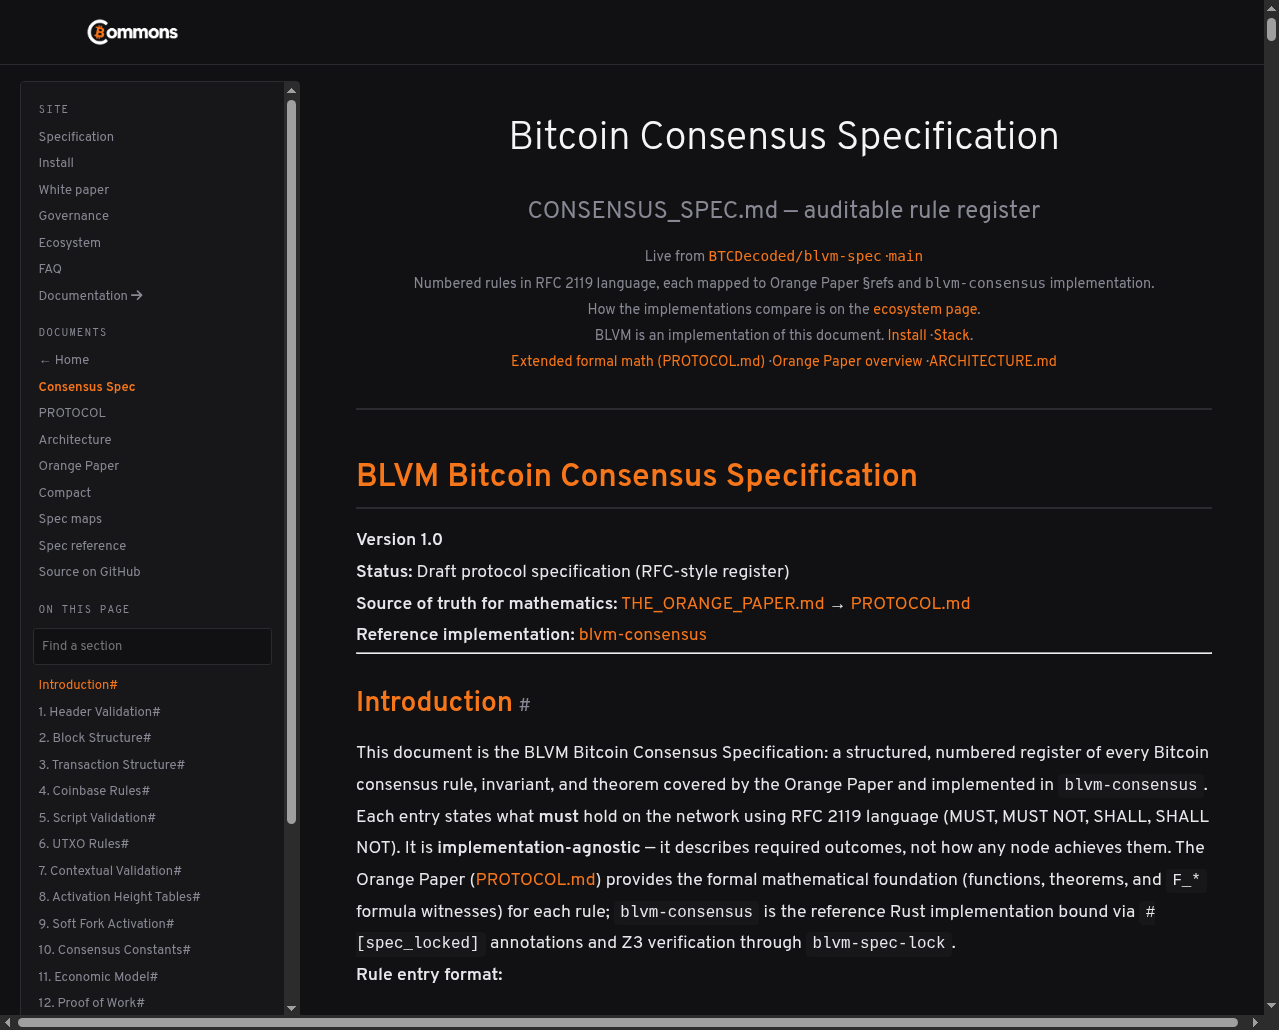 Commons
SITE
Specification
Install
White paper
Governance
Ecosystem
FAQ
Documentation →
DOCUMENTS
← Home
Consensus Spec
PROTOCOL
Architecture
Orange Paper
Compact
Spec maps
Spec reference
Source on GitHub
ON THIS PAGE
Find a section
Introduction#
1. Header Validation#
2. Block Structure#
3. Transaction Structure#
4. Coinbase Rules#
5. Script Validation#
6. UTXO Rules#
7. Contextual Validation#
8. Activation Height Tables#
9. Soft Fork Activation#
10. Consensus Constants#
11. Economic Model#
12. Proof of Work#
Bitcoin Consensus Specification
CONSENSUS_SPEC.md — auditable rule register
Live from BTCDecoded/blvm-spec ·main
Numbered rules in RFC 2119 language, each mapped to Orange Paper §refs and blvm-consensus implementation.
How the implementations compare is on the ecosystem page.
BLVM is an implementation of this document. Install ·Stack.
Extended formal math (PROTOCOL.md) ·Orange Paper overview ·ARCHITECTURE.md
BLVM Bitcoin Consensus Specification
Version 1.0
Status: Draft protocol specification (RFC-style register)
Source of truth for mathematics: THE_ORANGE_PAPER.md → PROTOCOL.md
Reference implementation: blvm-consensus
Introduction #
This document is the BLVM Bitcoin Consensus Specification: a structured, numbered register of every Bitcoin
consensus rule, invariant, and theorem covered by the Orange Paper and implemented in blvm-consensus .
Each entry states what must hold on the network using RFC 2119 language (MUST, MUST NOT, SHALL, SHALL
NOT). It is implementation-agnostic — it describes required outcomes, not how any node achieves them. The
Orange Paper (PROTOCOL.md) provides the formal mathematical foundation (functions, theorems, and F_*
formula witnesses) for each rule; blvm-consensus is the reference Rust implementation bound via #
[spec_locked] annotations and Z3 verification through blvm-spec-lock .
Rule entry format: